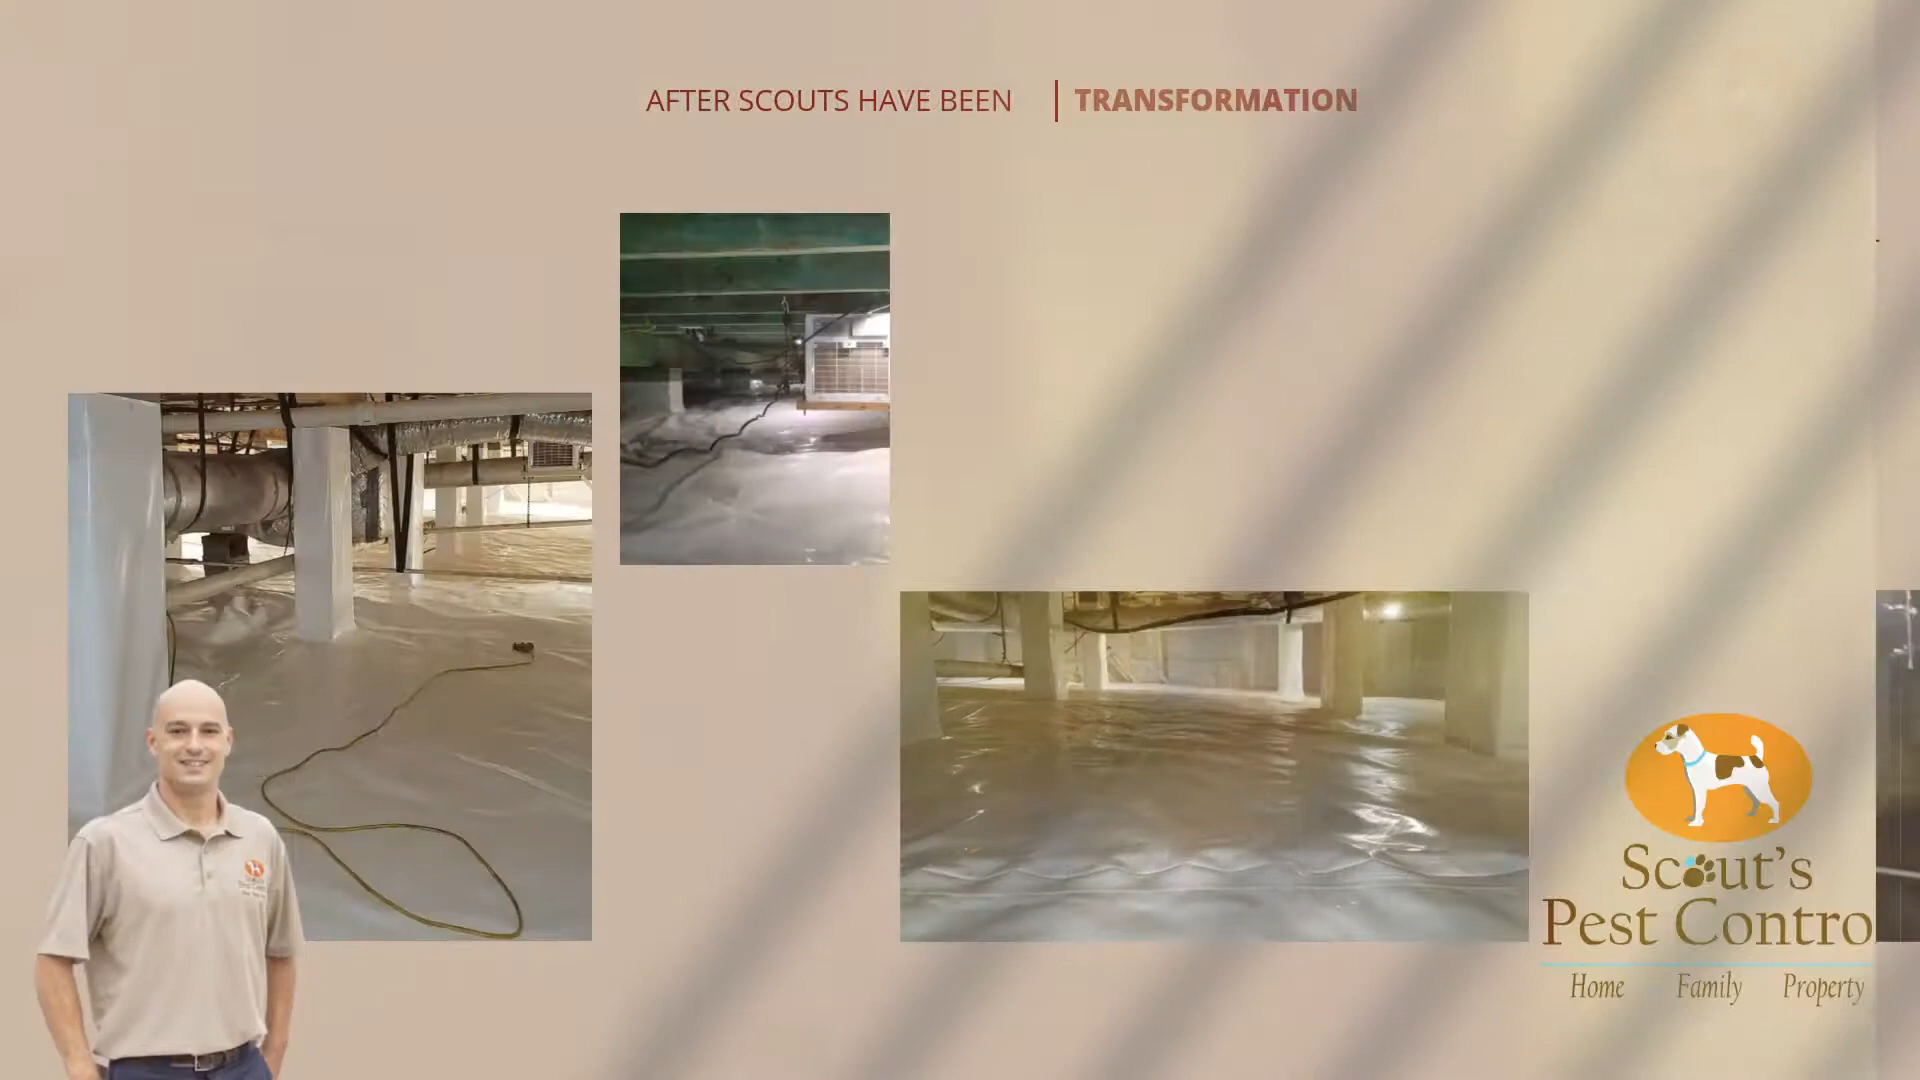 AFTER SCOUTS HAVE BEEN
TRANSFORMATION
Scout's
Pest Contro
Home Family Property